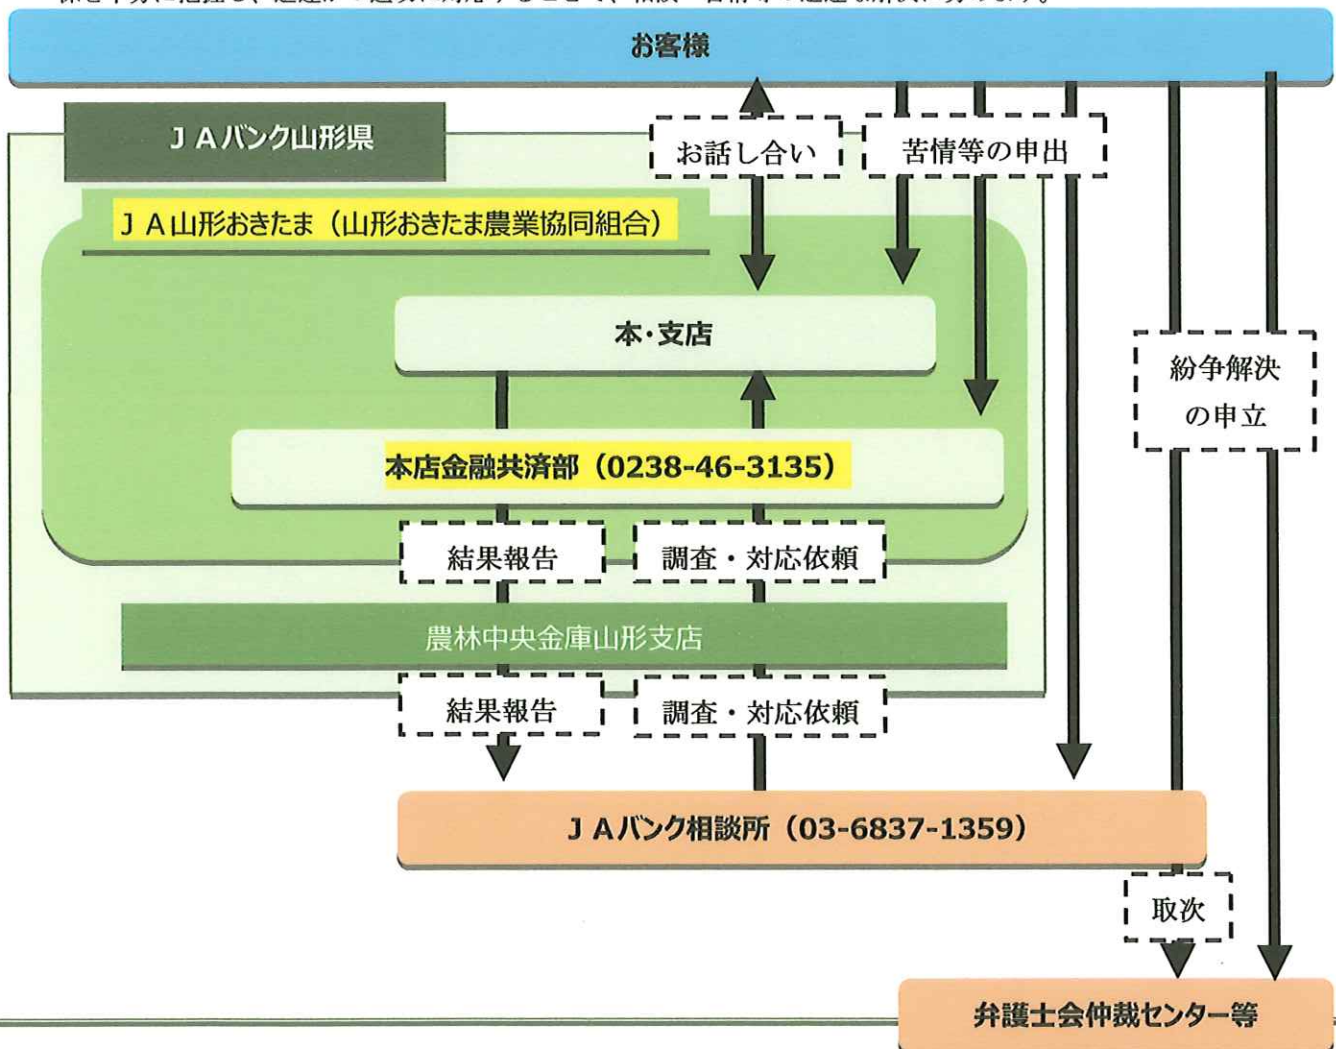 お客様
ＪＡバンク山形県
お話し合い
苦情等の申出
ＪＡ山形おきたま（山形おきたま農業協同組合）
本・支店
紛争解決
の申立
本店金融共済部（0238-46-3135）
結果報告
調査・対応依頼
農林中央金庫山形支店
結果報告
調査・対応依頼
ＪＡバンク相談所（03-6837-1359）
取次
弁護士会仲裁センター等